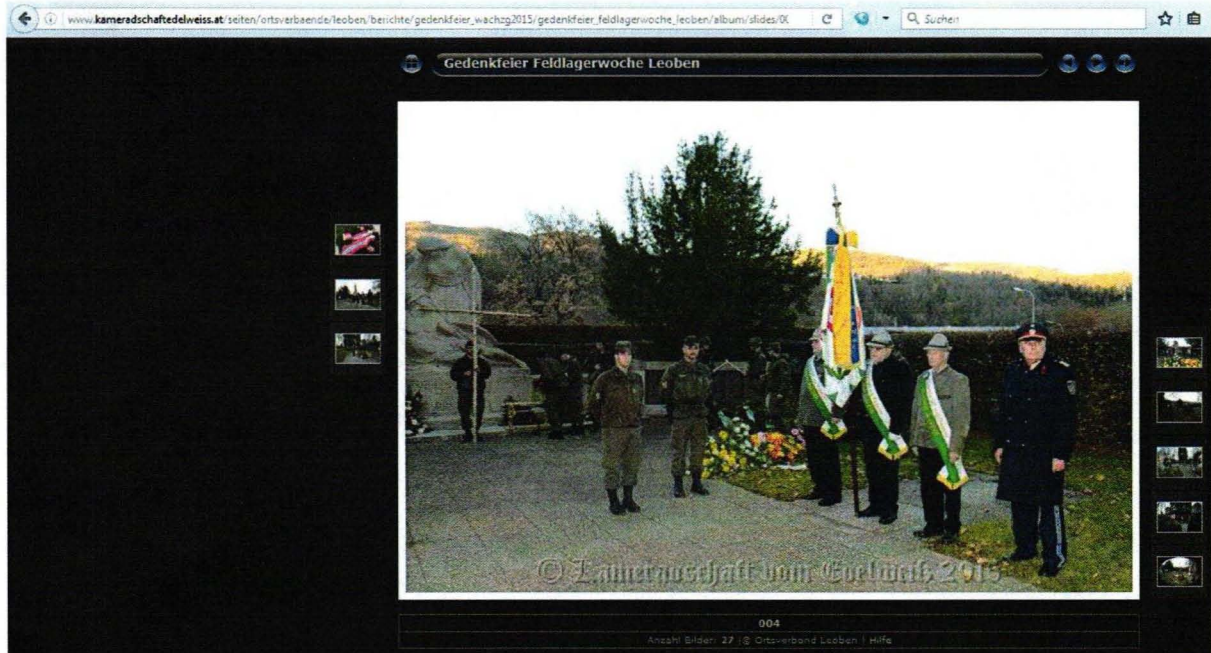 www.kameradschaftedelweiss.at/seiten/ortsverbaende/leoben/berichte/gedenkfeier_wachzg2015/gedenkfeier_feldlagerwoche_leoben/album/slides/0(
Suchen
Gedenkfeier Feldlagerwoche Leoben
© Kameradschaft vom Edelweiß 2015
004
Anzahl Bilder: 27 | © Ortsverband Leoben | Hilfe